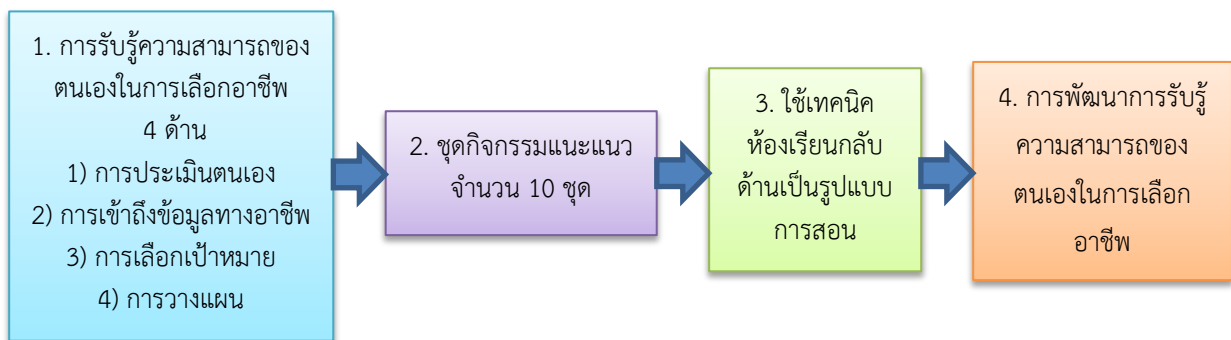 1. การรับรู้ความสามารถของ
ตนเองในการเลือกอาชีพ
4 ด้าน
1) การประเมินตนเอง
2) การเข้าถึงข้อมูลทางอาชีพ
3) การเลือกเป้าหมาย
4) การวางแผน
2. ชุดกิจกรรมแนะแนว
จำนวน 10 ชุด
3. ใช้เทคนิค
ห้องเรียนกลับ
ด้านเป็นรูปแบบ
การสอน
4. การพัฒนาการรับรู้
ความสามารถของ
ตนเองในการเลือก
อาชีพ